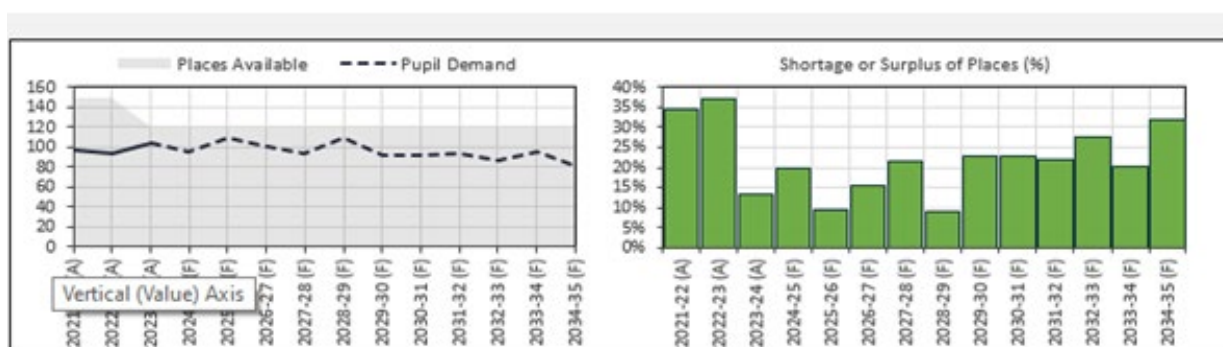 Places Available Pupil Demand
160
140
120
100
80
60
40
20
0
2021 (A)
2022 (A)
2023 (A)
2024 (F)
2025 (F)
2026-27 (F)
2027-28 (F)
2028-29 (F)
2029-30 (F)
2030-31 (F)
2031-32 (F)
2032-33 (F)
2033-34 (F)
2034-35 (F)
Vertical (Value) Axis
Shortage or Surplus of Places (%)
40%
35%
30%
25%
20%
15%
10%
5%
0%
2021-22 (A)
2022-23 (A)
2023-24 (A)
2024-25 (F)
2025-26 (F)
2026-27 (F)
2027-28 (F)
2028-29 (F)
2029-30 (F)
2030-31 (F)
2031-32 (F)
2032-33 (F)
2033-34 (F)
2034-35 (F)